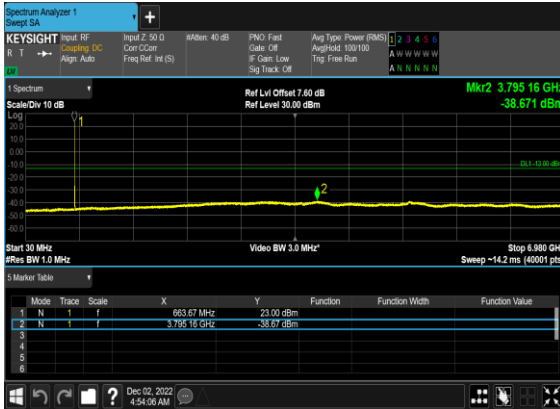 Spectrum Analyzer 1
Swept SA
+
KEYSIGHT Input: RF Input Z: 50 Ω #Atten: 40 dB PNO: Fast Avg Type: Power (RMS) 1 2 3 4 5 6
R T Coupling: DC Corr CCorr Gate: Off Avg|Hold: 100/100 A W W W W W
Align: Auto Freq Ref: Int (S) IF Gain: Low Trig: Free Run
LXI Sig Track: Off A N N N N N
1 Spectrum Ref Lvl Offset 7.60 dB Mkr2 3.795 16 GHz
Scale/Div 10 dB Ref Level 30.00 dBm -38.671 dBm
Log
1
20.0
10.0
0.00
-10.0
DL1 -13.00 dBm
-20.0
-30.0
2
-40.0
-50.0
-60.0
Start 30 MHz Video BW 3.0 MHz* Stop 6.980 GHz
#Res BW 1.0 MHz Sweep ~14.2 ms (40001 pts)
5 Marker Table
Mode Trace Scale X Y Function Function Width Function Value
1 N 1 f 663.67 MHz 23.00 dBm
2 N 1 f 3.795 16 GHz -38.67 dBm
3
4
5
6
? Dec 02, 2022
4:54:06 AM